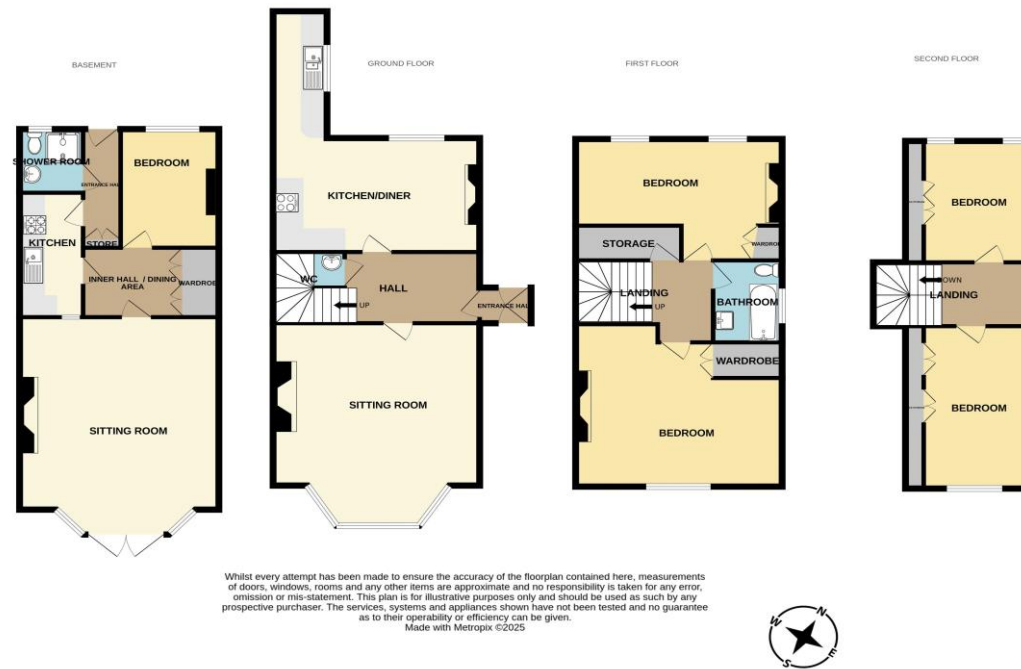 BASEMENT
SHOWER ROOM
ENTRANCE HALL
BEDROOM
KITCHEN
STORE
INNER HALL / DINING
AREA
WARDROBE
SITTING ROOM
GROUND FLOOR
KITCHEN/DINER
WC
HALL
UP
ENTRANCE HALL
SITTING ROOM
FIRST FLOOR
BEDROOM
STORAGE
WARDROBE
LANDING
UP
BATHROOM
WARDROBE
BEDROOM
SECOND FLOOR
BEDROOM
DOWN
LANDING
BEDROOM
Whilst every attempt has been made to ensure the accuracy of the floorplan contained here, measurements
of doors, windows, rooms and any other items are approximate and no responsibility is taken for any error,
omission or mis-statement. This plan is for illustrative purposes only and should be used as such by any
prospective purchaser. The services, systems and appliances shown have not been tested and no guarantee
as to their operability or efficiency can be given.
Made with Metropix ©2025
N
W
E
S